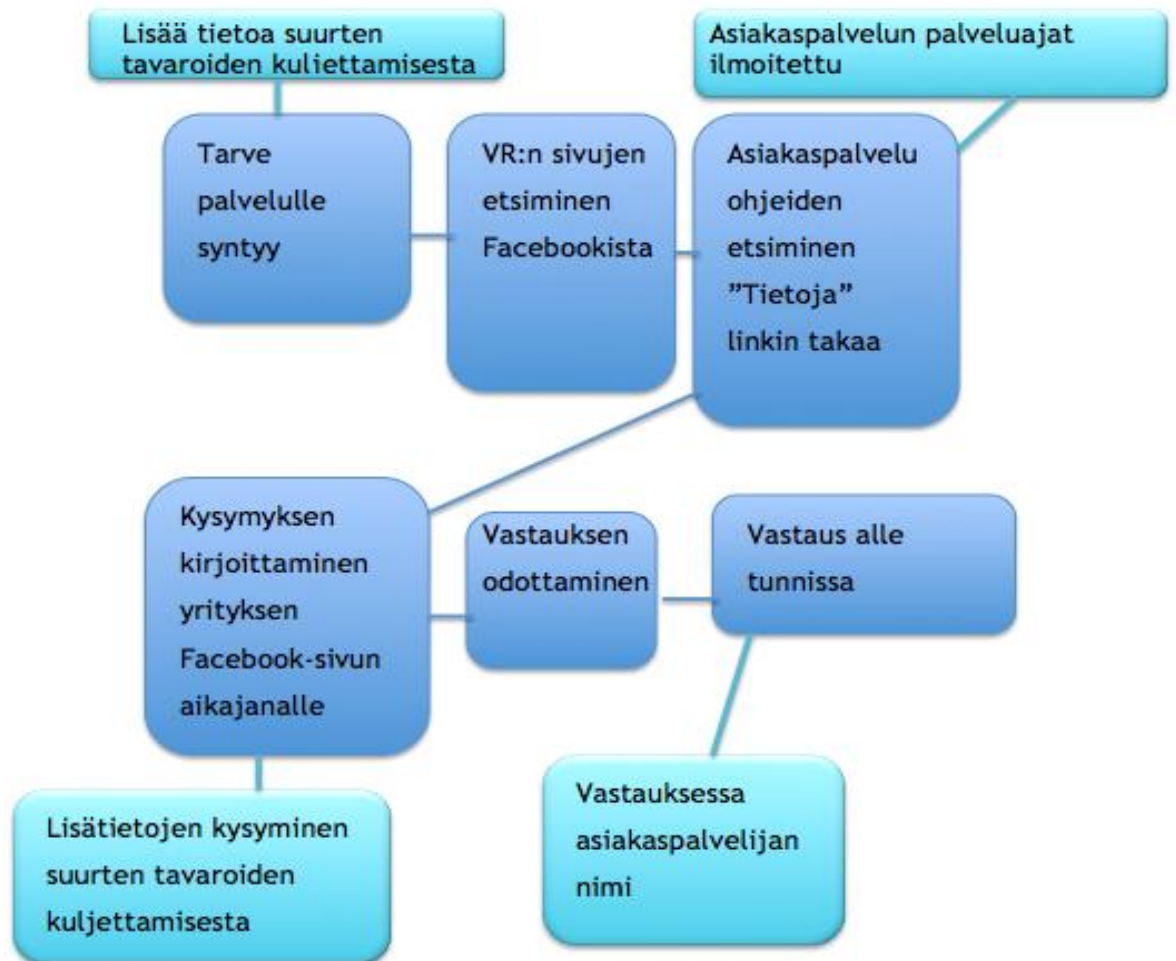 Lisää tietoa suurten
tavaroiden kuljettamisesta
Asiakaspalvelun palveluajat
ilmoitettu
Tarve
palvelulle
syntyy
VR:n sivujen
etsiminen
Facebookista
Asiakaspalvelu
ohjeiden
etsiminen
”Tietoja”
linkin takaa
Kysymyksen
kirjoittaminen
yrityksen
Facebook-sivun
aikajanalle
Vastauksen
odottaminen
Vastaus alle
tunnissa
Lisätietojen kysyminen
suurten tavaroiden
kuljettamisesta
Vastauksessa
asiakaspalvelijan
nimi